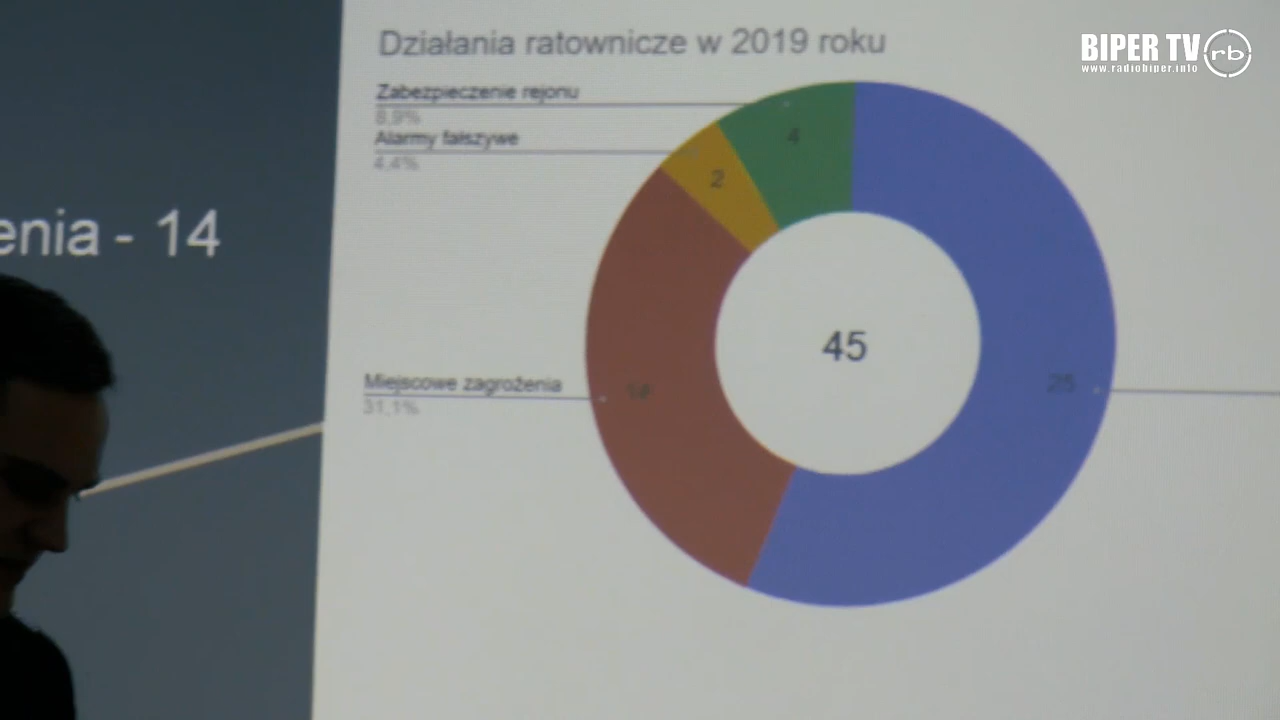 Działania ratownicze w 2019 roku
BIPER TV rb
www.radiobiper.info
Zabezpieczenie rejonu
8,9%
Alarmy fałszywe
4,4%
4
2
enia - 14
45
Miejscowe zagrożenia
31,1%
14
25